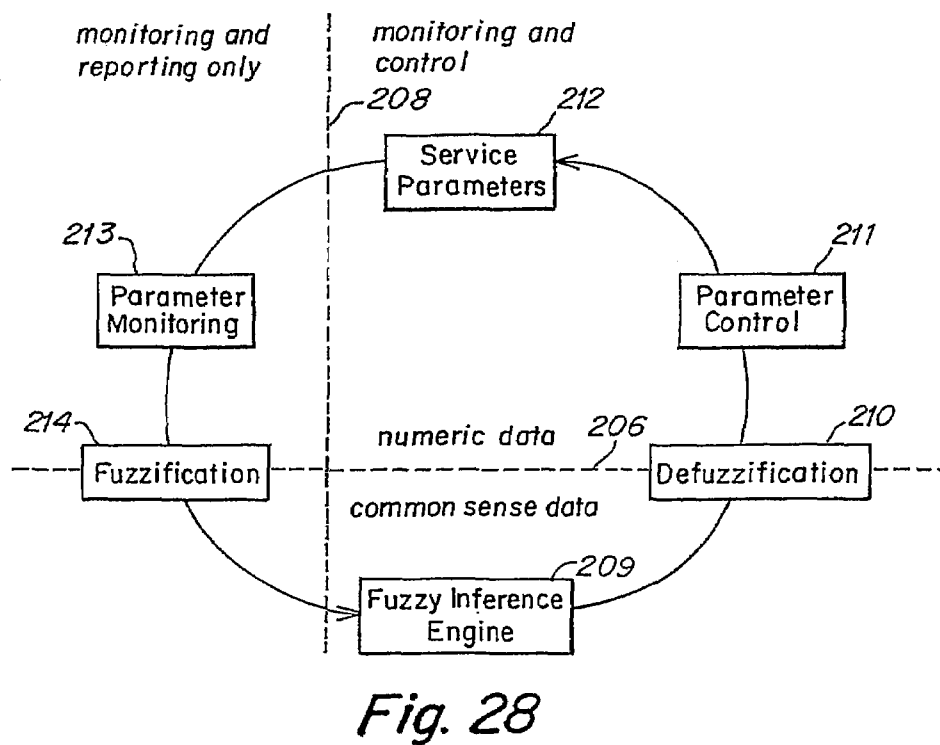 monitoring and
reporting only
monitoring and
control
208
212
Service
Parameters
213
Parameter
Monitoring
211
Parameter
Control
214
Fuzzification
numeric data
206
210
Defuzzification
common sense data
209
Fuzzy Inference
Engine
Fig. 28